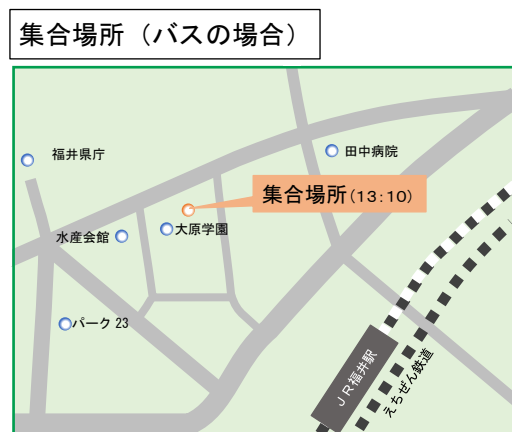 集合場所（バスの場合）
福井県庁
田中病院
集合場所(13:10)
水産会館
大原学園
パーク 23
ＪＲ福井駅
えちぜん鉄道